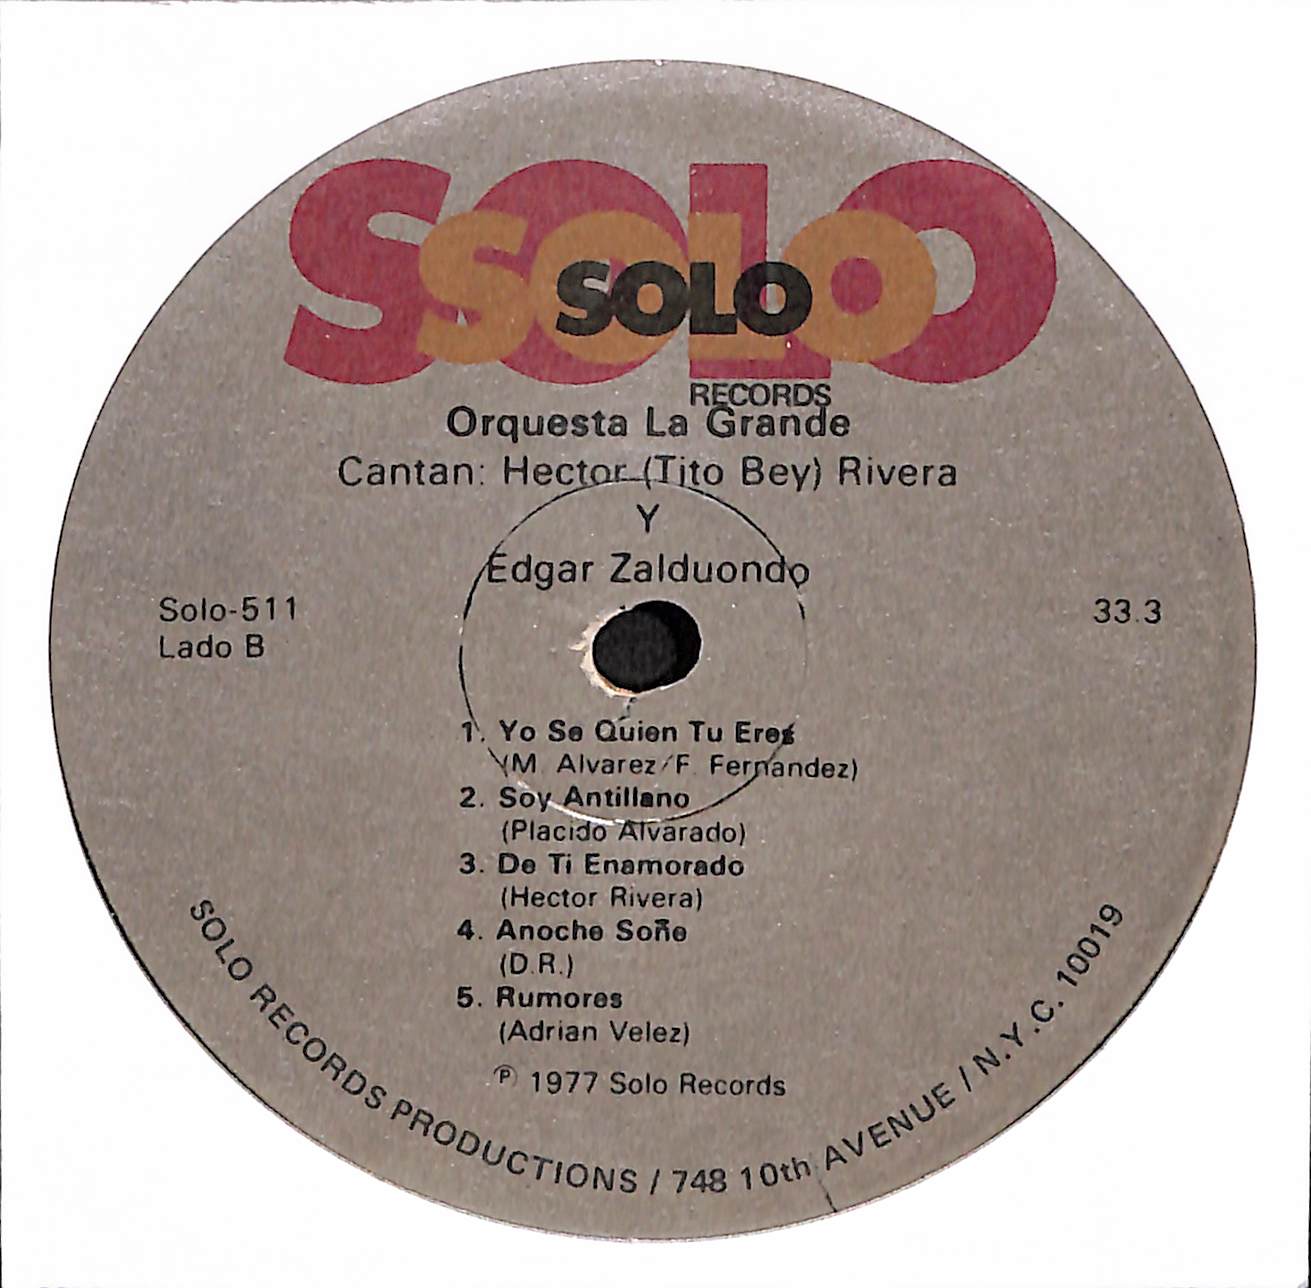 SOLO
SOLO
SOLO
RECORDS
Orquesta La Grande
Cantan: Hector (Tito Bey) Rivera
Y
Edgar Zalduondo
Solo-511
Lado B
33.3
1. Yo Se Quien Tu Eres
(M. Alvarez/F. Fernandez)
2. Soy Antillano
(Placido Alvarado)
3. De Ti Enamorado
(Hector Rivera)
4. Anoche Soñe
(D.R.)
5. Rumores
(Adrian Velez)
℗ 1977 Solo Records
SOLO RECORDS PRODUCTIONS / 748 10th AVENUE / N.Y.C. 10019